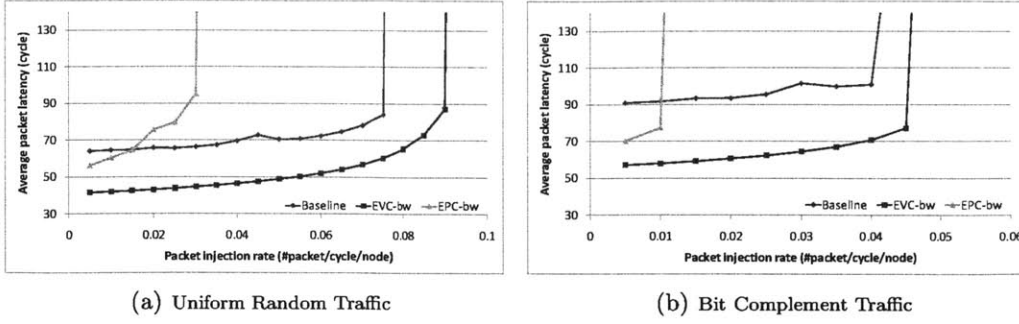 130
110
90
70
50
30
Average packet latency (cycle)
Baseline EVC-bw EPC-bw
0 0.02 0.04 0.06 0.08 0.1
Packet injection rate (#packet/cycle/node)
(a) Uniform Random Traffic
130
110
90
70
50
30
Average packet latency (cycle)
Baseline EVC-bw EPC-bw
0 0.01 0.02 0.03 0.04 0.05 0.06
Packet injection rate (#packet/cycle/node)
(b) Bit Complement Traffic